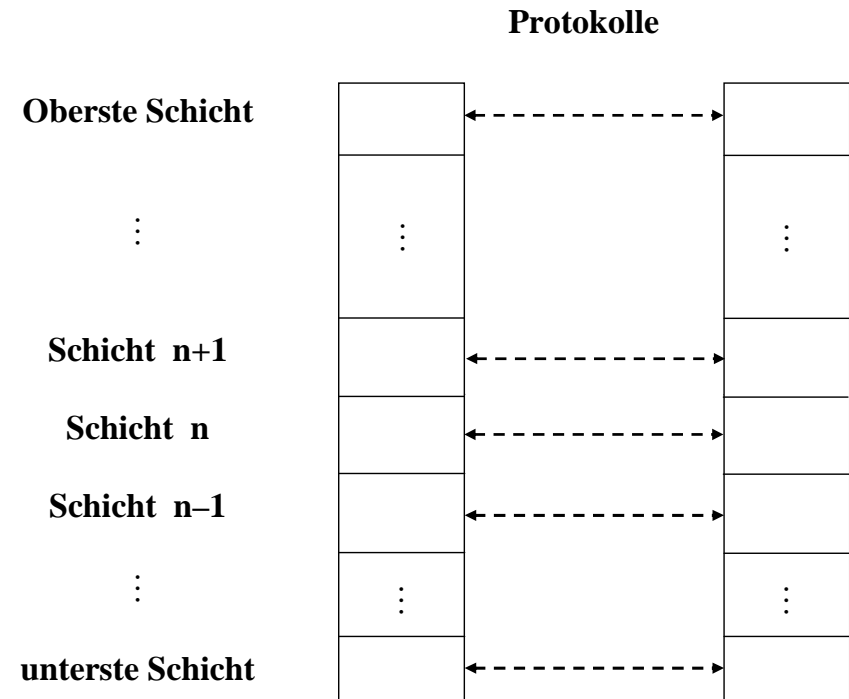 Protokolle
Oberste Schicht
⋮ ⋮ ⋮
Schicht n+1
Schicht n
Schicht n–1
⋮ ⋮ ⋮
unterste Schicht